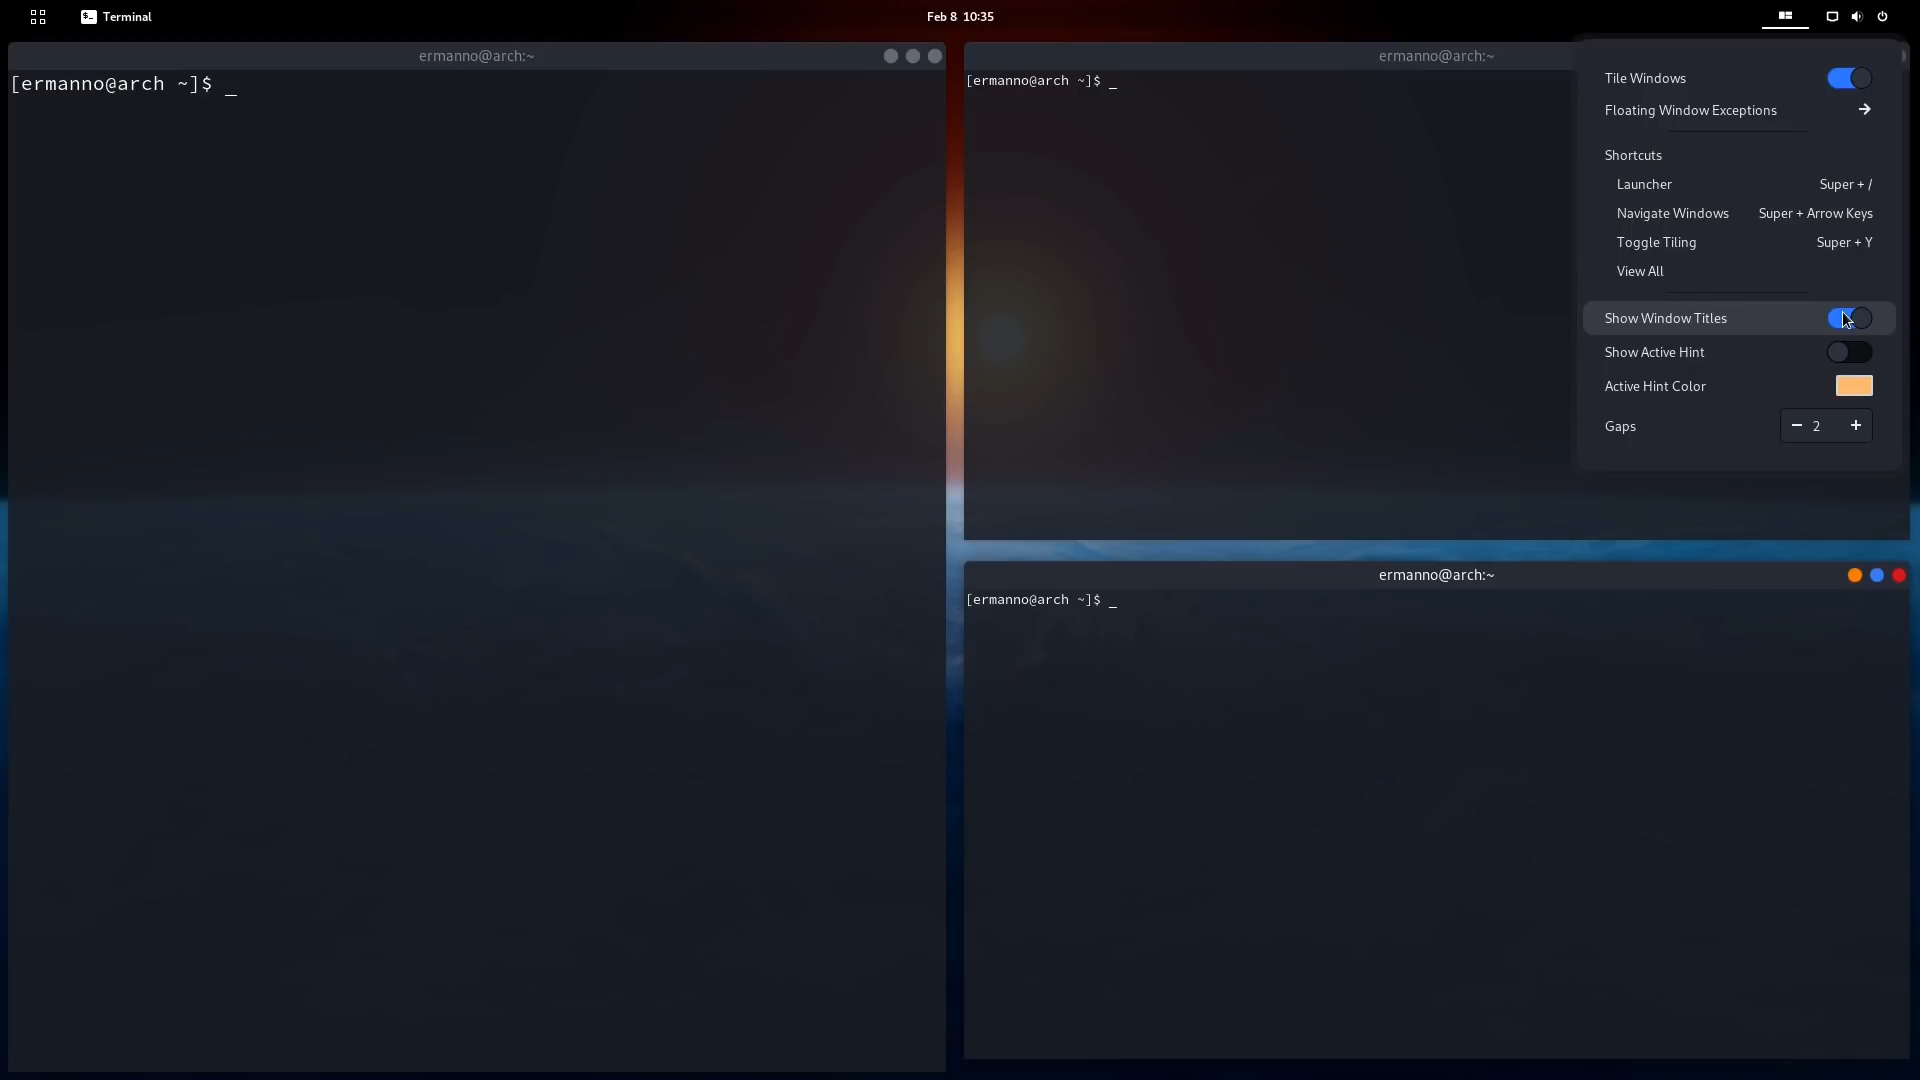 Terminal
Feb 8 10:35
ermanno@arch:~
[ermanno@arch ~]$ _
ermanno@arch:~
[ermanno@arch ~]$ _
Tile Windows
Floating Window Exceptions
Shortcuts
Launcher Super + /
Navigate Windows Super + Arrow Keys
Toggle Tiling Super + Y
View All
Show Window Titles
Show Active Hint
Active Hint Color
Gaps − 2 +
ermanno@arch:~
[ermanno@arch ~]$ _